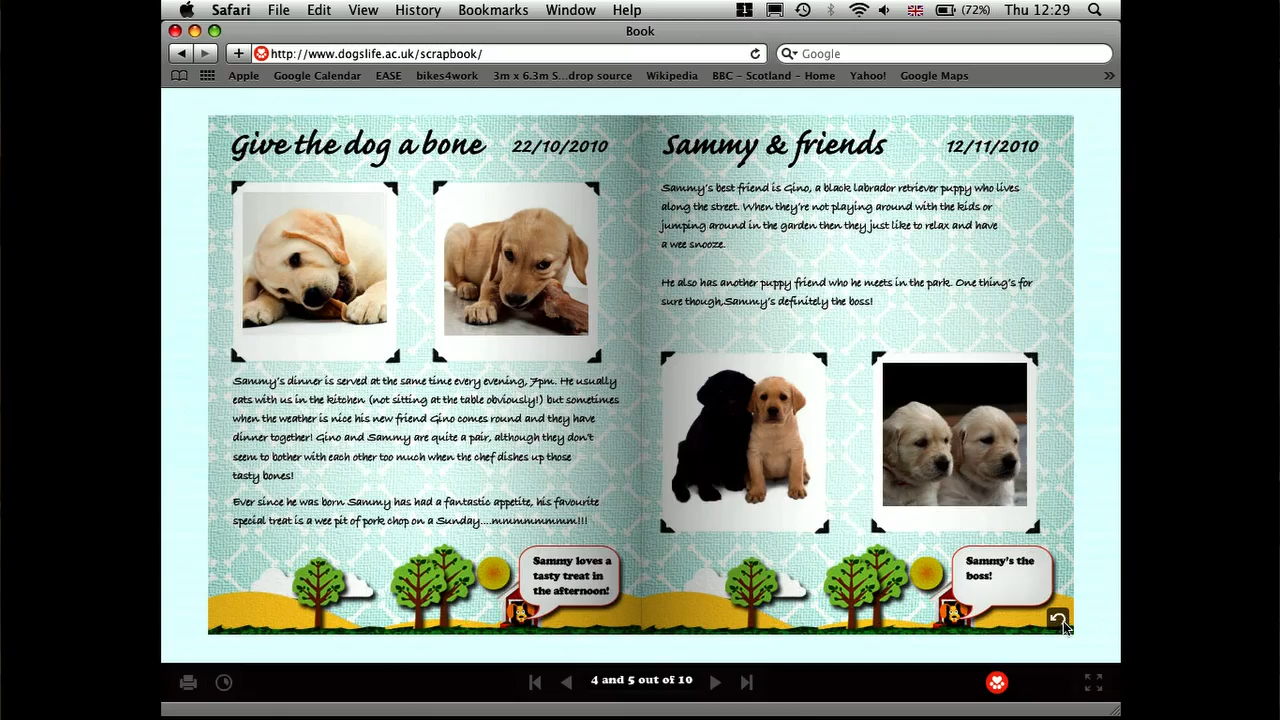 Safari File Edit View History Bookmarks Window Help 1 (72%) Thu 12:29
Book
http://www.dogslife.ac.uk/scrapbook/ Google
Apple Google Calendar EASE bikes4work 3m x 6.3m S...drop source Wikipedia BBC – Scotland – Home Yahoo! Google Maps
Give the dog a bone 22/10/2010
Sammy's dinner is served at the same time every evening, 7pm. He usually
eats with us in the kitchen (not sitting at the table obviously!) but sometimes
when the weather is nice his new friend Gino comes round and they have
dinner together! Gino and Sammy are quite a pair, although they don't
seem to bother with each other too much when the chef dishes up those
tasty bones!
Ever since he was born Sammy has had a fantastic appetite, his favourite
special treat is a wee pit of pork chop on a Sunday....mmmmmmmm!!!
Sammy loves a
tasty treat in
the afternoon!
Sammy & friends 12/11/2010
Sammy's best friend is Gino, a black labrador retriever puppy who lives
along the street. When they're not playing around with the kids or
jumping around in the garden then they just like to relax and have
a wee snooze.
He also has another puppy friend who he meets in the park. One thing's for
sure though,Sammy's definitely the boss!
Sammy's the
boss!
4 and 5 out of 10